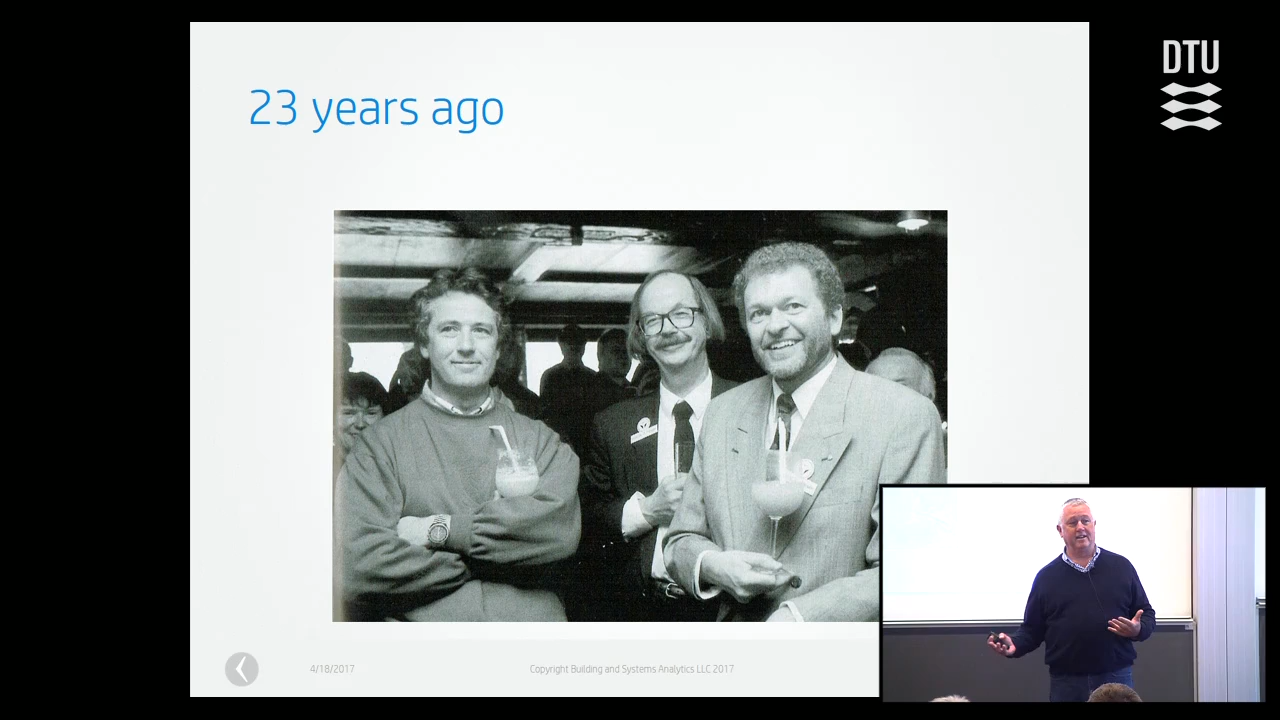 23 years ago
DTU
4/18/2017
Copyright Building and Systems Analytics LLC 2017